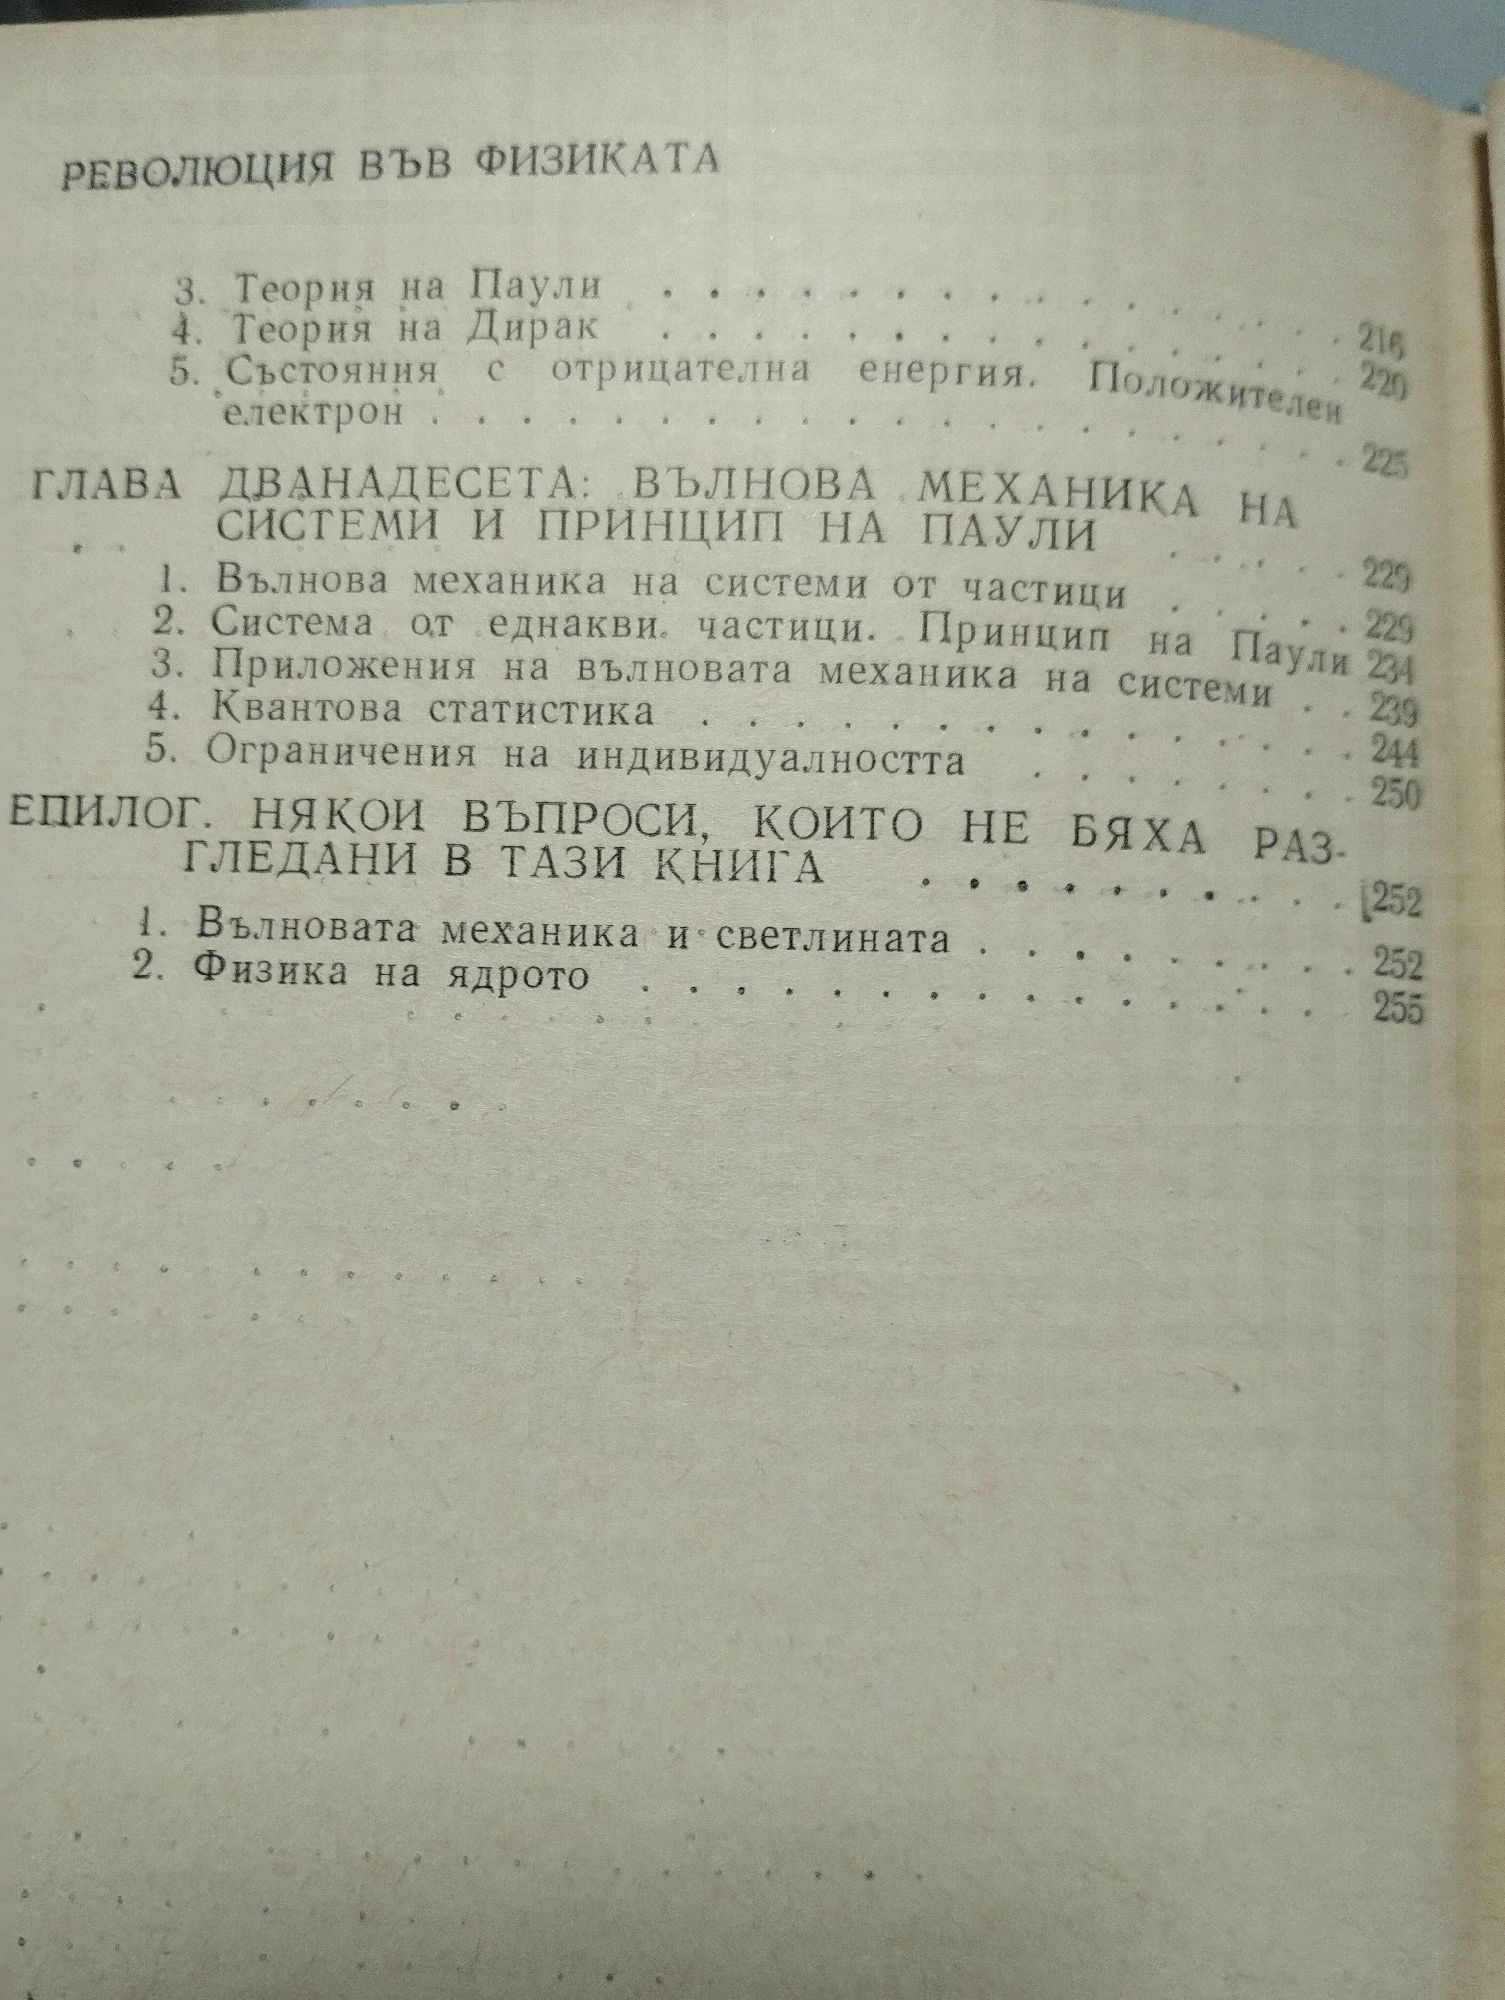 РЕВОЛЮЦИЯ ВЪВ ФИЗИКАТА
3. Теория на Паули . . . . . . . . . . . . . . . 216
4. Теория на Дирак . . . . . . . . . . . . . . . 220
5. Състояния с отрицателна енергия. Положителен
електрон . . . . . . . . . . . . . . . . . . . . 225
ГЛАВА ДВАНАДЕСЕТА: ВЪЛНОВА МЕХАНИКА НА
СИСТЕМИ И ПРИНЦИП НА ПАУЛИ . . . . . 229
1. Вълнова механика на системи от частици . . . . . 229
2. Система от еднакви частици. Принцип на Паули 234
3. Приложения на вълновата механика на системи . . 239
4. Квантова статистика . . . . . . . . . . . . . . 244
5. Ограничения на индивидуалността . . . . . . . 250
ЕПИЛОГ. НЯКОИ ВЪПРОСИ, КОИТО НЕ БЯХА РАЗ-
ГЛЕДАНИ В ТАЗИ КНИГА . . . . . . . . . . 252
1. Вълновата механика и светлината . . . . . . . . . 252
2. Физика на ядрото . . . . . . . . . . . . . . . 255